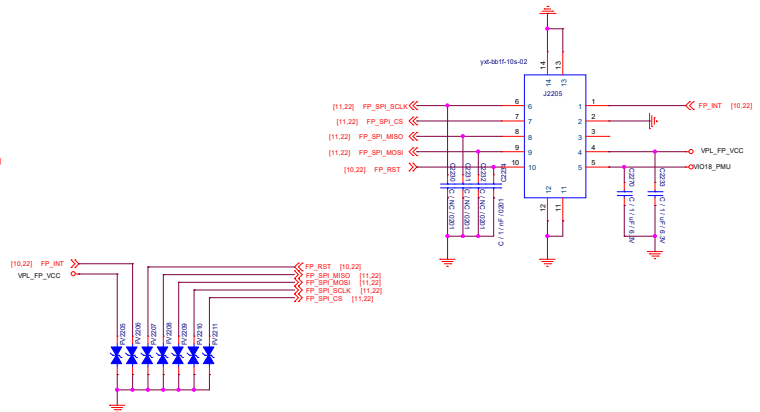 yxt-bb1f-10s-02
14
13
14
13
J2205
[11,22] FP_SPI_SCLK
6
6
1
1
FP_INT [10,22]
[11,22] FP_SPI_CS
7
7
2
2
[11,22] FP_SPI_MISO
8
8
3
3
[11,22] FP_SPI_MOSI
9
9
4
4
VPL_FP_VCC
[10,22] FP_RST
10
10
5
5
VIO18_PMU
12
11
12
11
C2230
C2231
C2232
C2234
C / NC /0201
C / NC /0201
C / NC /0201
C / 1 / nF /0201
C2270
C2233
C / 1 / uF / 6.3V
C / 1 / uF / 6.3V
[10,22] FP_INT
VPL_FP_VCC
FP_RST [10,22]
FP_SPI_MISO [11,22]
FP_SPI_MOSI [11,22]
FP_SPI_SCLK [11,22]
FP_SPI_CS [11,22]
FV2205
FV2206
FV2207
FV2208
FV2209
FV2210
FV2211